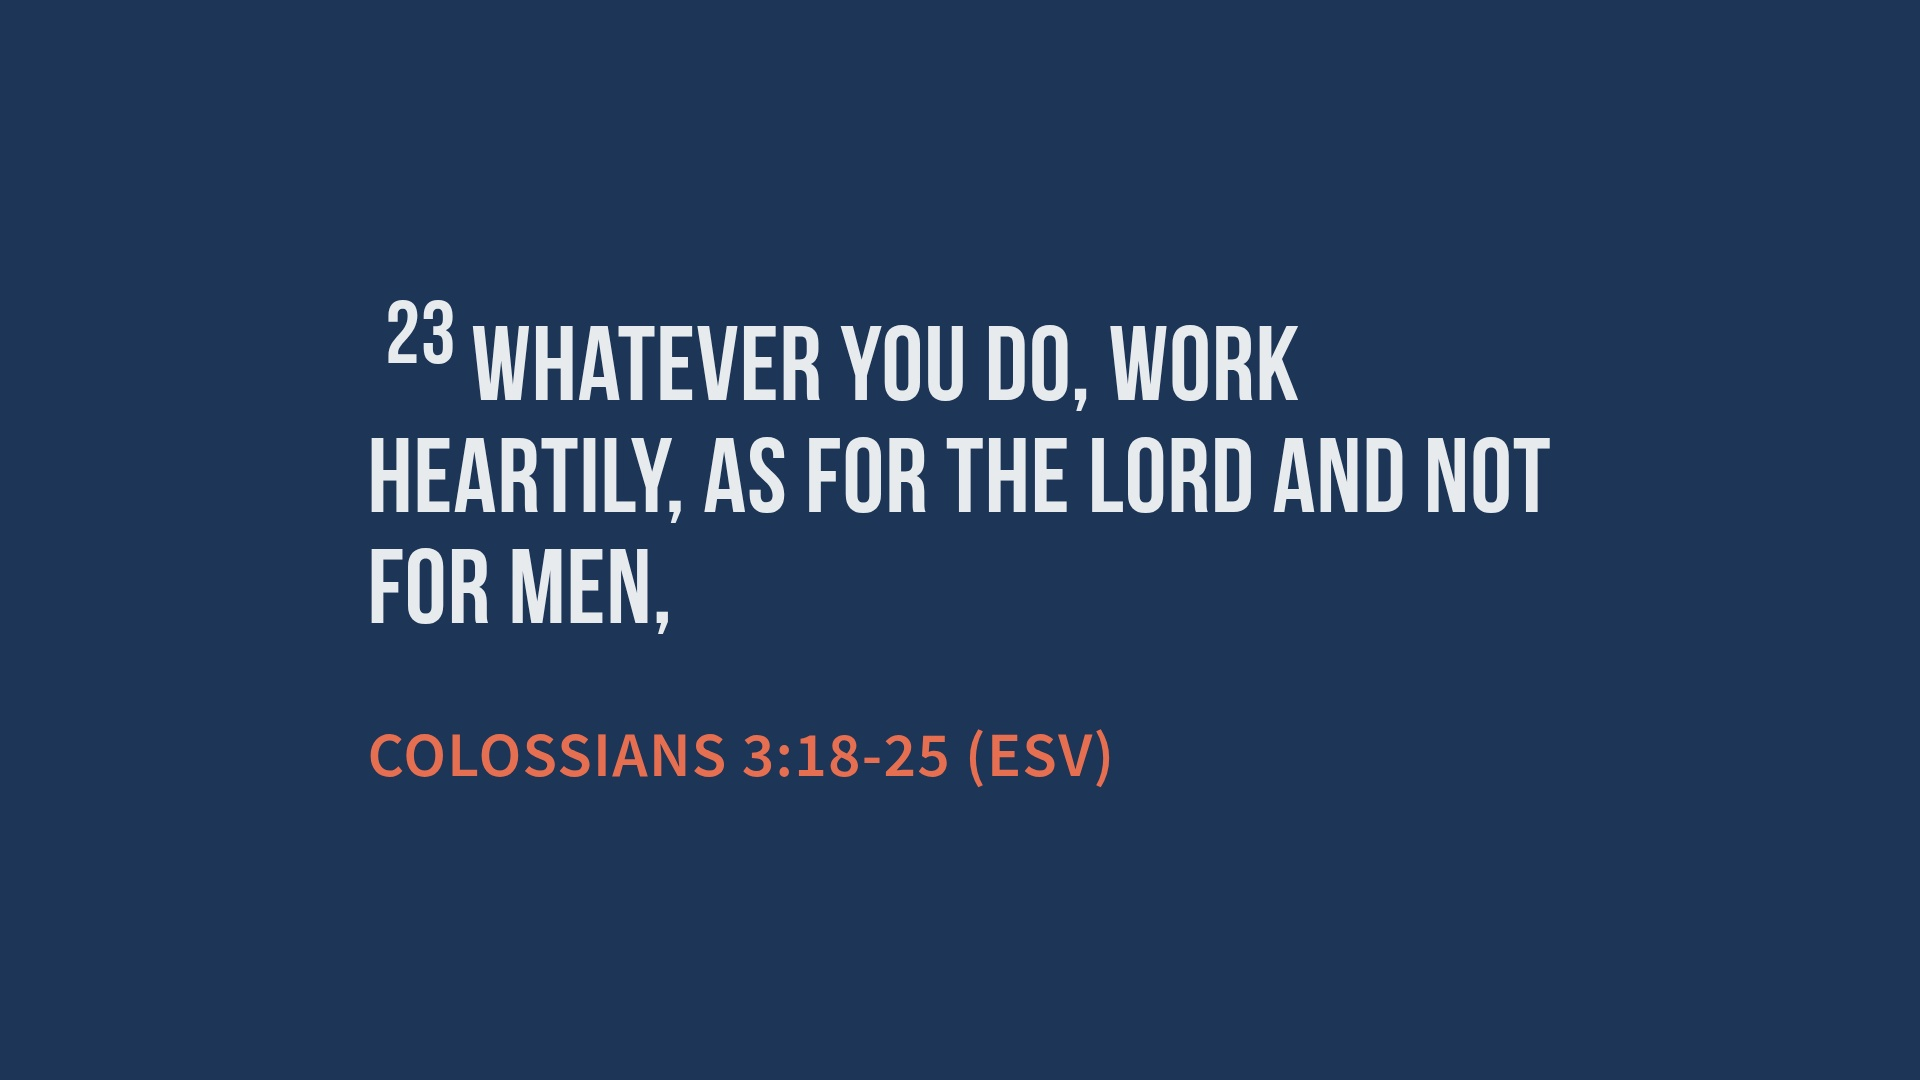 23 WHATEVER YOU DO, WORK
HEARTILY, AS FOR THE LORD AND NOT
FOR MEN,
COLOSSIANS 3:18-25 (ESV)